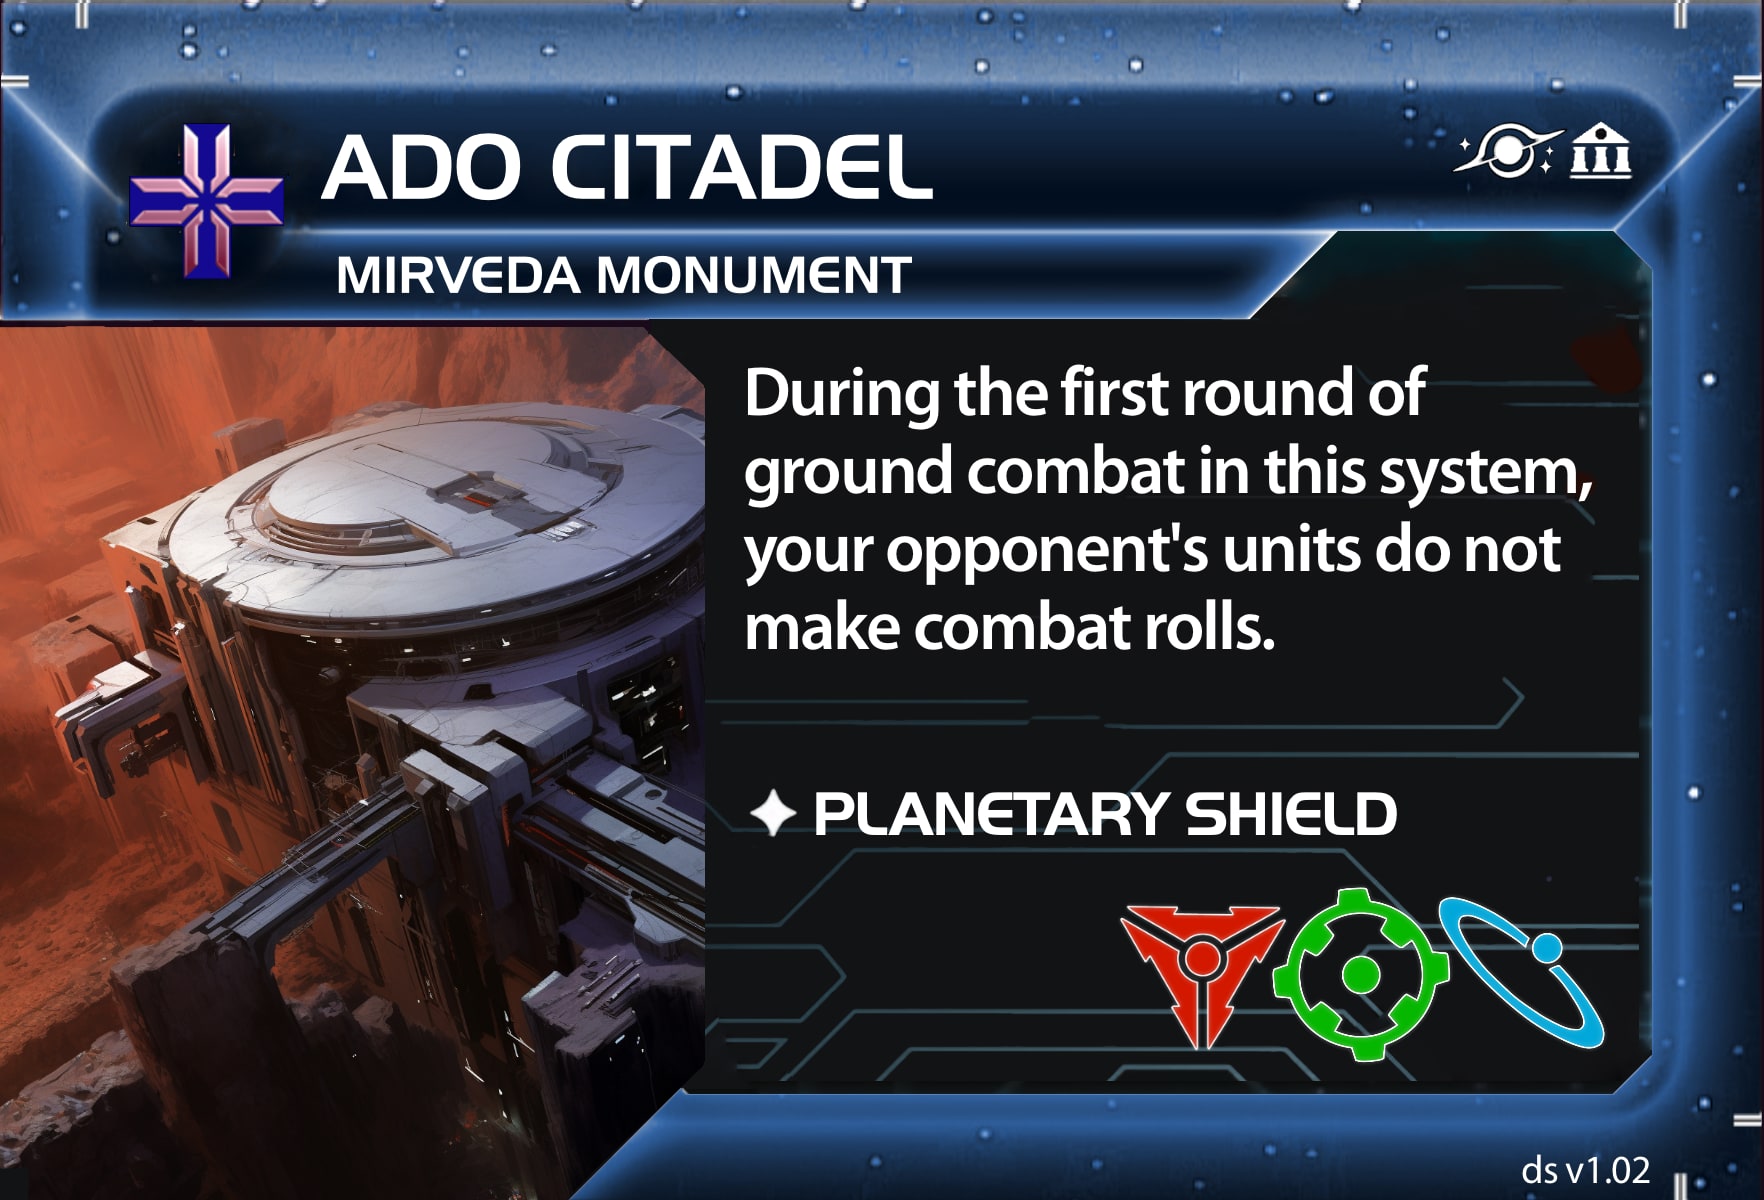 ADO CITADEL
MIRVEDA MONUMENT
During the first round of
ground combat in this system,
your opponent's units do not
make combat rolls.
PLANETARY SHIELD
ds v1.02